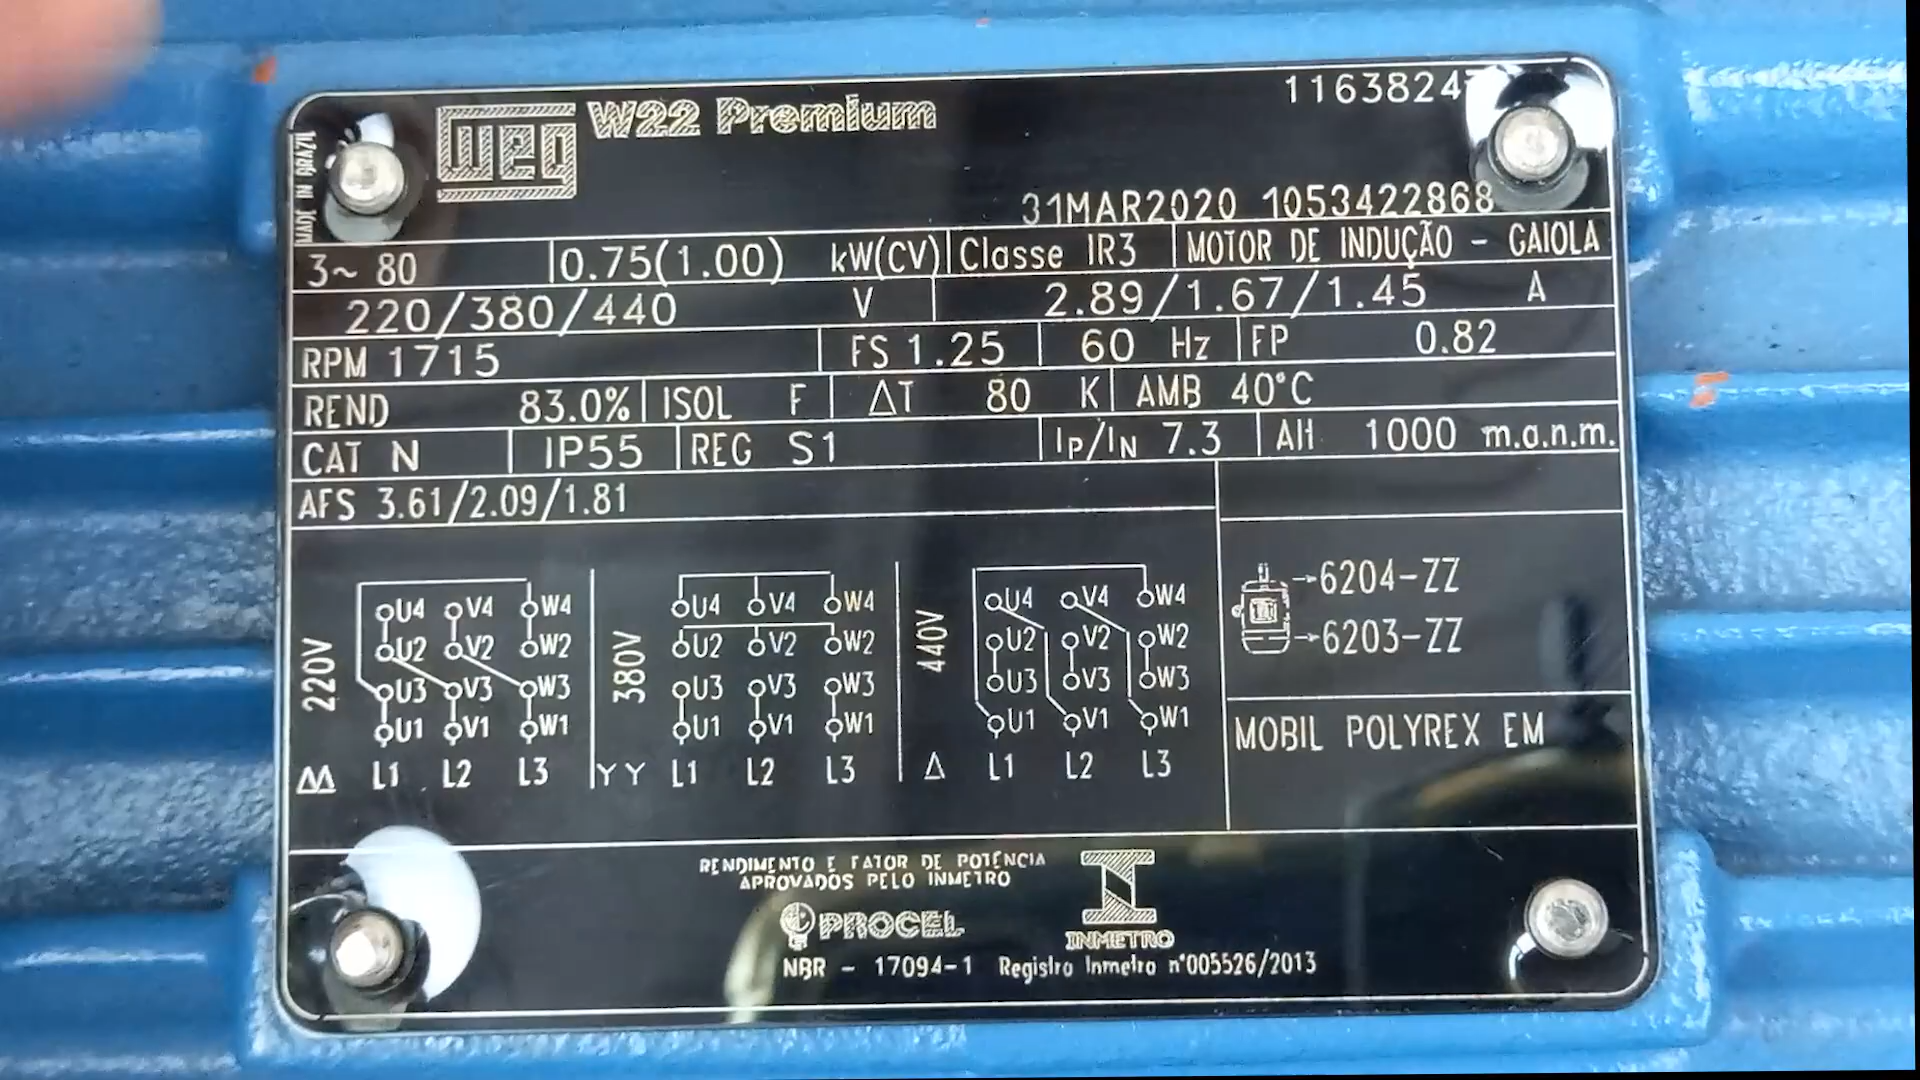 weg W22 Premium
MADE IN BRAZIL
31MAR2020 1053422868
3~ 80 0.75(1.00) kW(CV) Classe IR3 MOTOR DE INDUÇÃO - GAIOLA
220/380/440 V 2.89/1.67/1.45 A
RPM 1715 FS 1.25 60 Hz FP 0.82
REND 83.0% ISOL F ΔT 80 K AMB 40°C
CAT N IP55 REG S1 IP/IN 7.3 Alt 1000 m.a.n.m.
AFS 3.61/2.09/1.81
220V
U4 V4 W4
U2 V2 W2
U3 V3 W3
U1 V1 W1
ΔΔ L1 L2 L3
380V
U4 V4 W4
U2 V2 W2
U3 V3 W3
U1 V1 W1
YY L1 L2 L3
440V
U4 V4 W4
U2 V2 W2
U3 V3 W3
U1 V1 W1
Δ L1 L2 L3
6204-ZZ
6203-ZZ
MOBIL POLYREX EM
RENDIMENTO E FATOR DE POTÊNCIA
APROVADOS PELO INMETRO
PROCEL
INMETRO
NBR - 17094-1 Registro Inmetro n°005526/2013